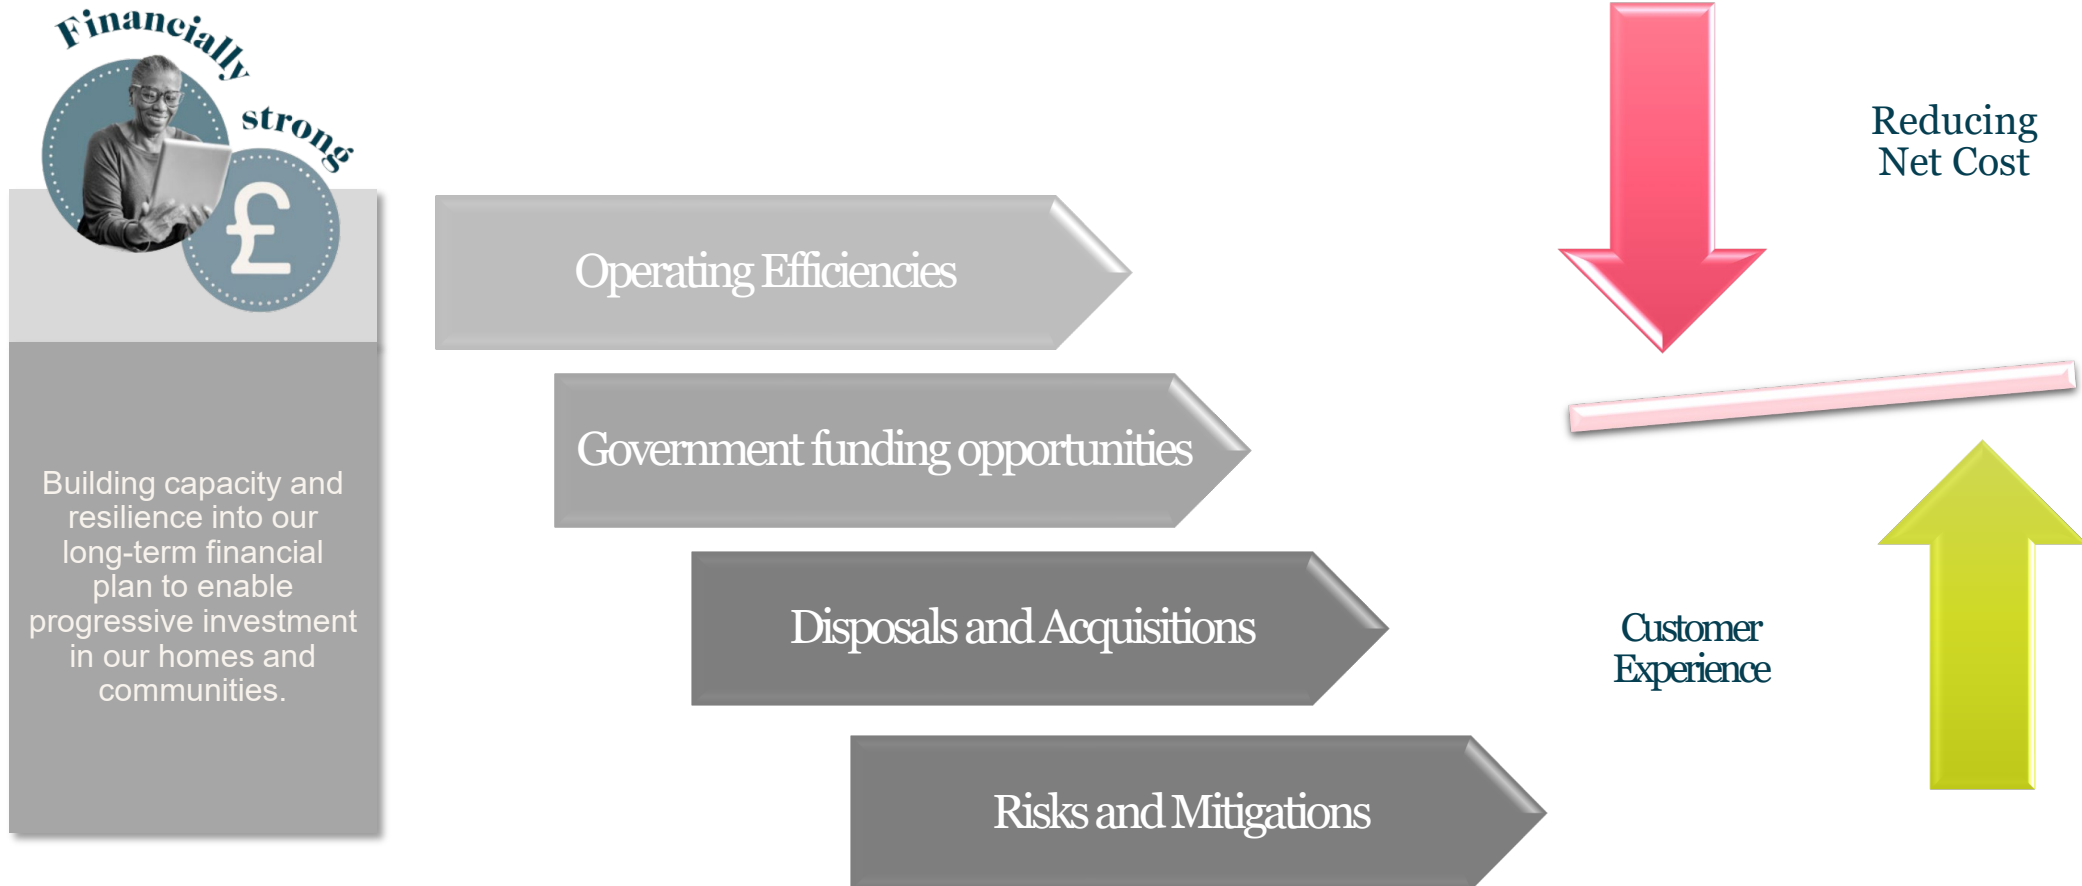 Financially
strong
£
Building capacity and
resilience into our
long-term financial
plan to enable
progressive investment
in our homes and
communities.
Operating Efficiencies
Government funding opportunities
Disposals and Acquisitions
Risks and Mitigations
Reducing
Net Cost
Customer
Experience